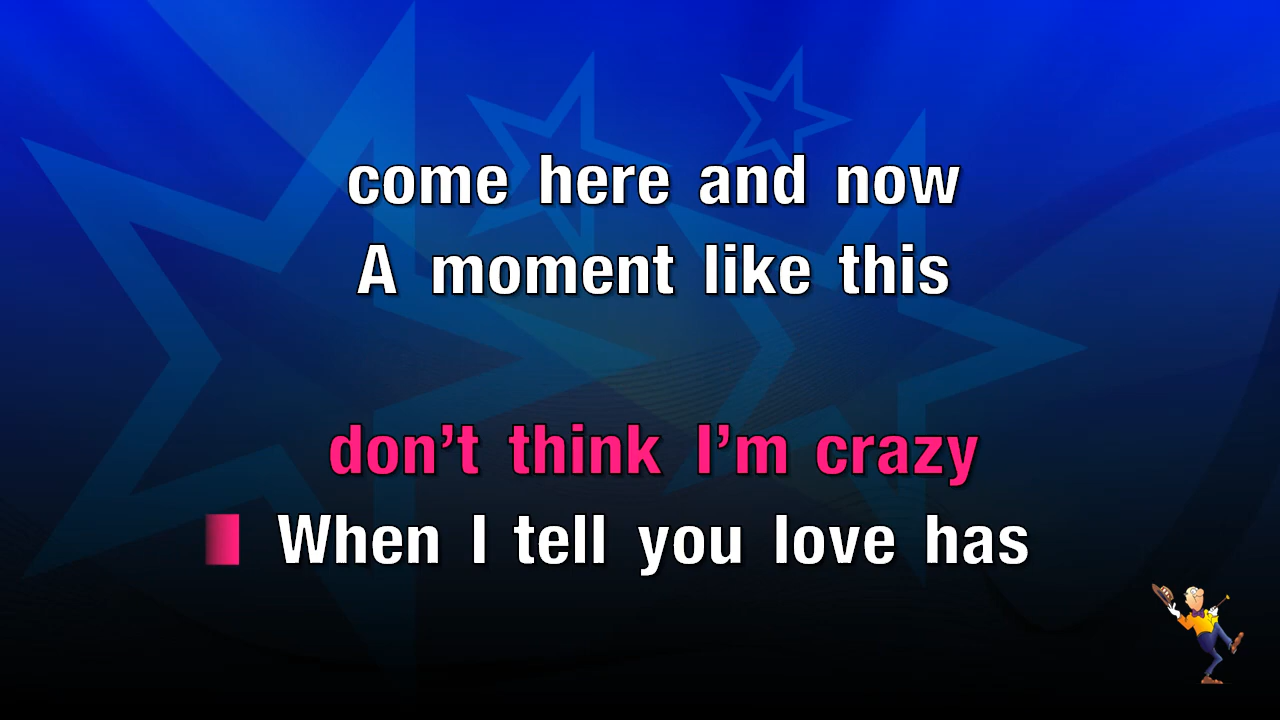 come here and now
A moment like this
don’t think I’m crazy
When I tell you love has